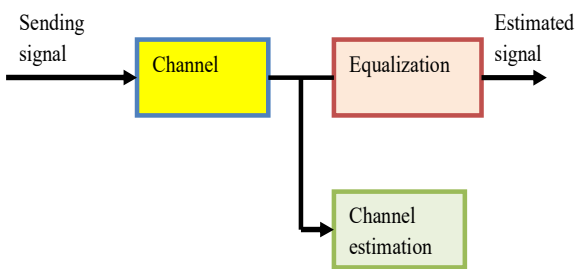 Sending
signal
Channel
Equalization
Estimated
signal
Channel
estimation